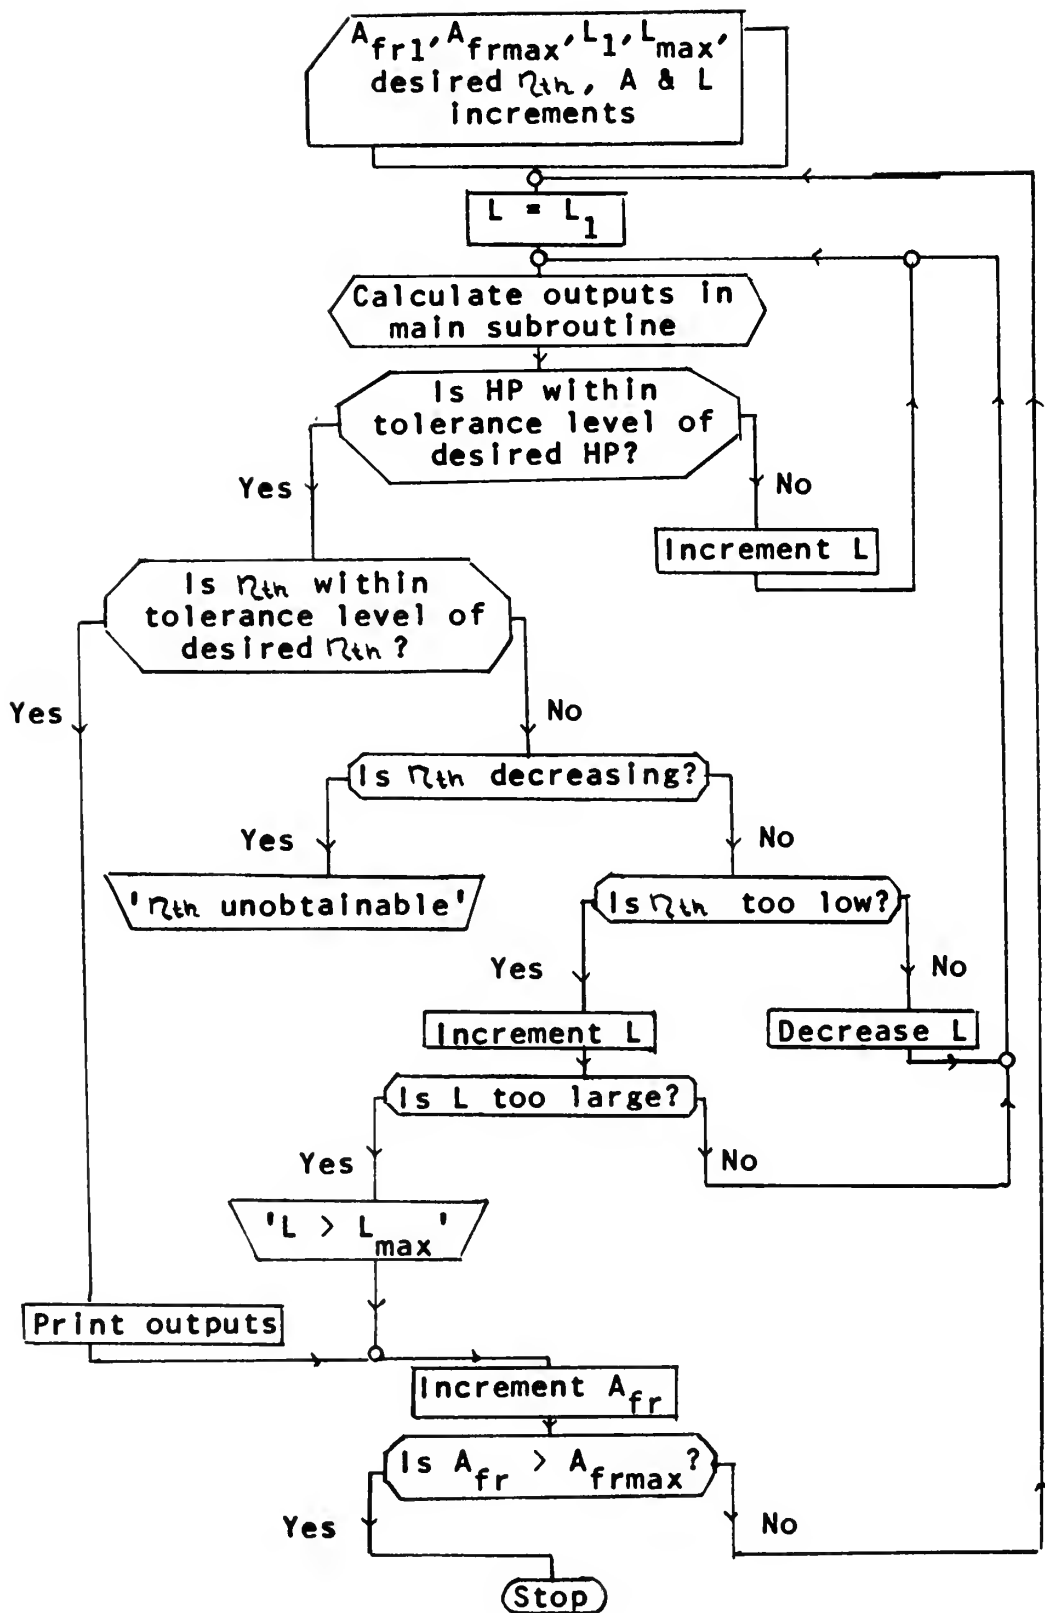 A_fr1, A_frmax, L_1, L_max,
desired η_th, A & L
increments
L = L_1
Calculate outputs in
main subroutine
Is HP within
tolerance level of
desired HP?
Yes
No
Increment L
Is η_th within
tolerance level of
desired η_th?
Yes
No
Is η_th decreasing?
Yes
No
'η_th unobtainable'
Is η_th too low?
Yes
No
Increment L
Decrease L
Is L too large?
Yes
No
'L > L_max'
Print outputs
Increment A_fr
Is A_fr > A_frmax?
Yes
No
Stop